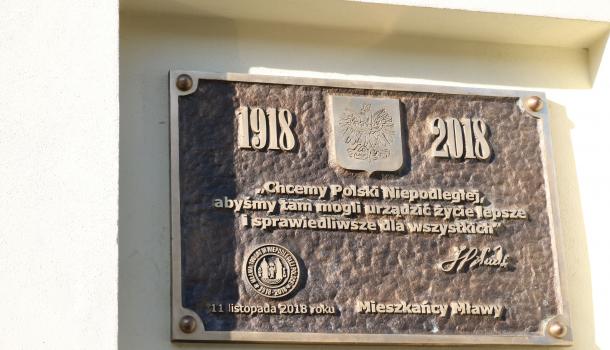 1918 2018
„Chcemy Polski Niepodległej,
abyśmy tam mogli urządzić życie lepsze
i sprawiedliwsze dla wszystkich”
11 listopada 2018 roku
Mieszkańcy Mławy